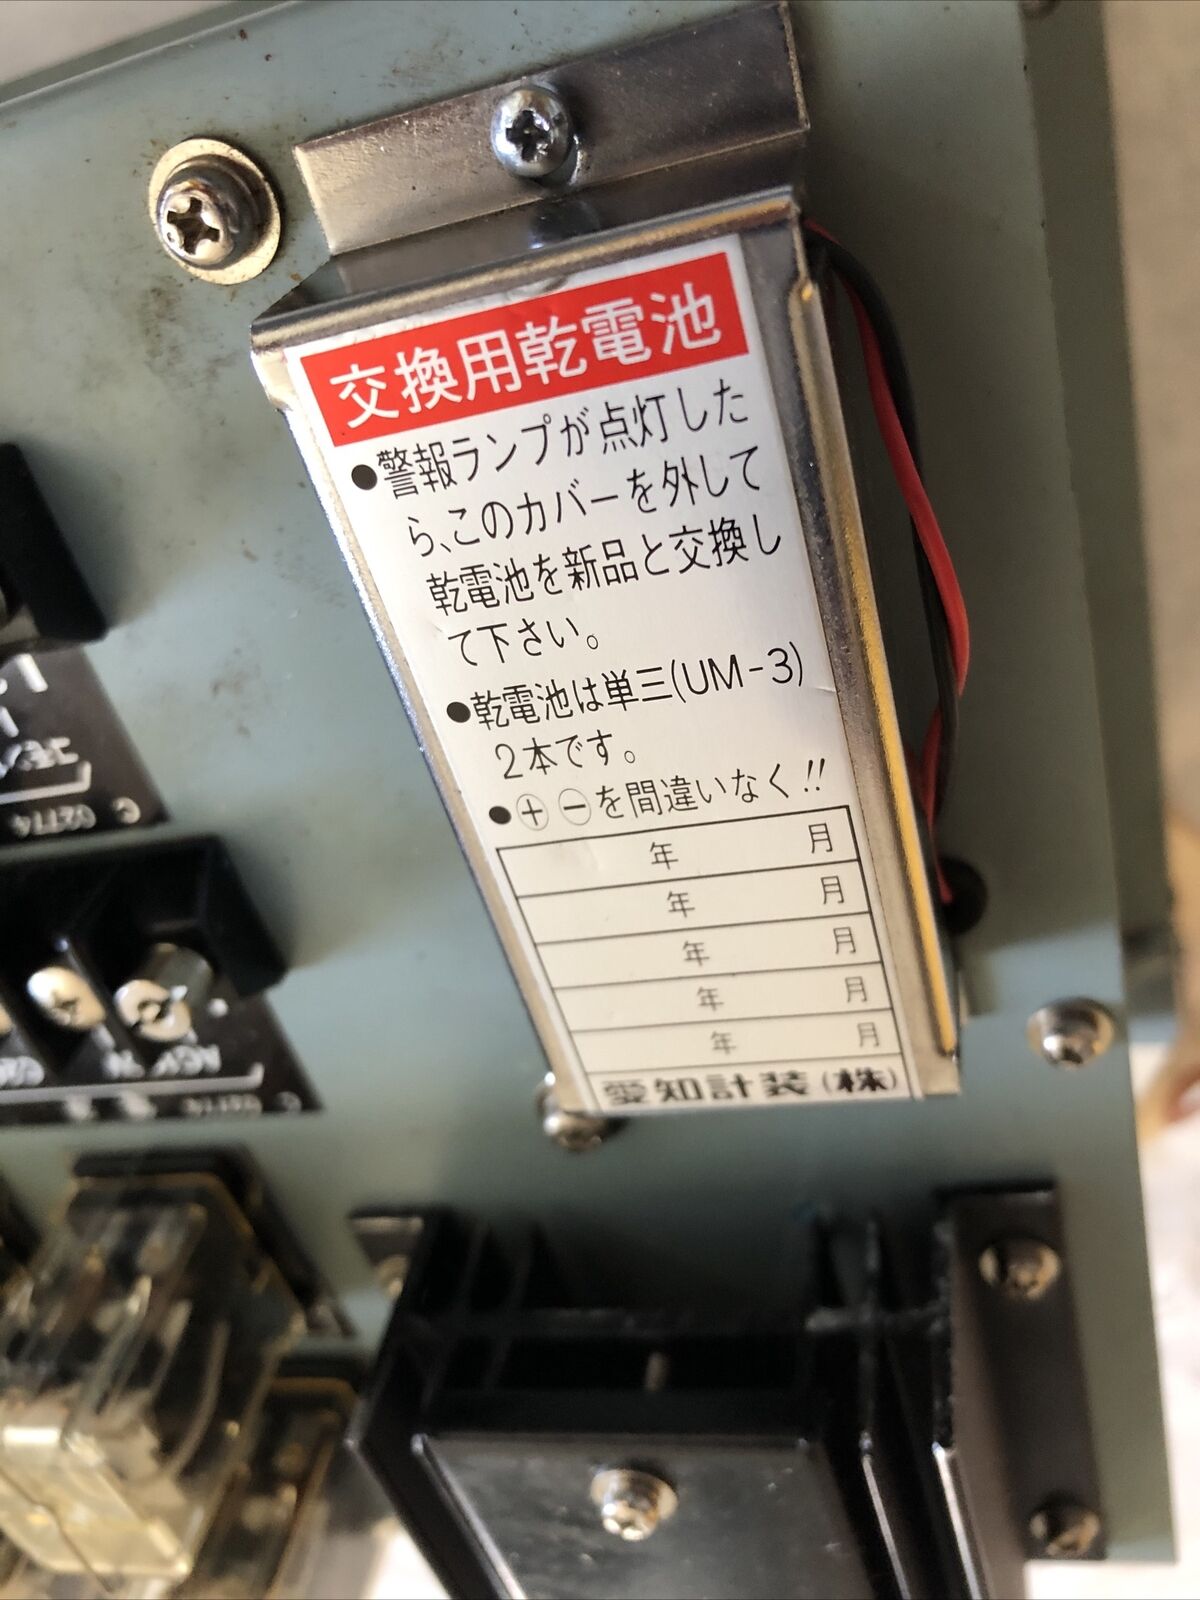 交換用乾電池
●警報ランプが点灯した
ら、このカバーを外して
乾電池を新品と交換し
て下さい。
●乾電池は単三(UM-3)
2本です。
●⊕⊖を間違いなく!!
年 月
年 月
年 月
年 月
年 月
愛知計装(株)
C 02774